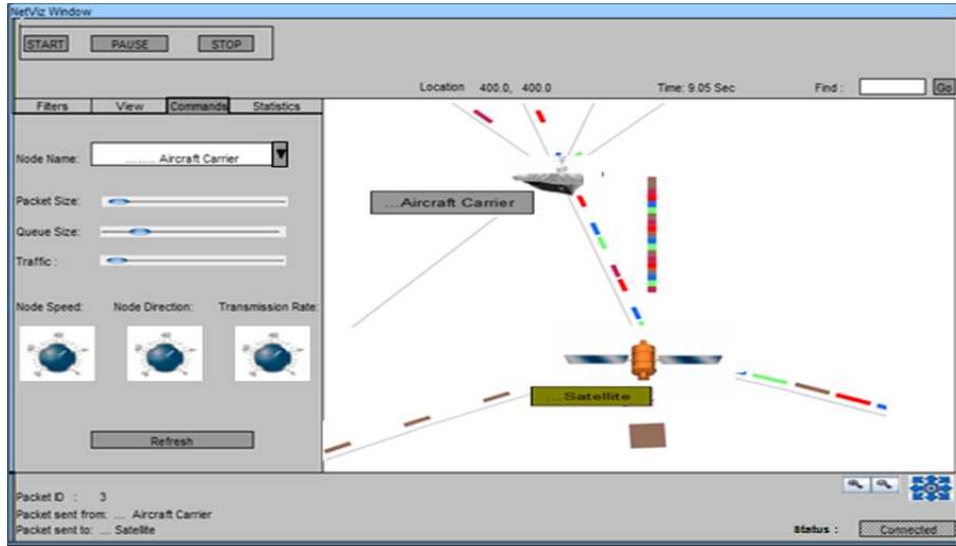 NetViz Window
START PAUSE STOP
Location 400.0, 400.0 Time: 9.05 Sec Find : Go
Filters View Commands Statistics
Node Name: ........ Aircraft Carrier
Packet Size:
Queue Size:
Traffic :
Node Speed: Node Direction: Transmission Rate:
Refresh
...Aircraft Carrier
...Satellite
Packet ID : 3
Packet sent from: ... Aircraft Carrier
Packet sent to: ... Satellite
Status : Connected